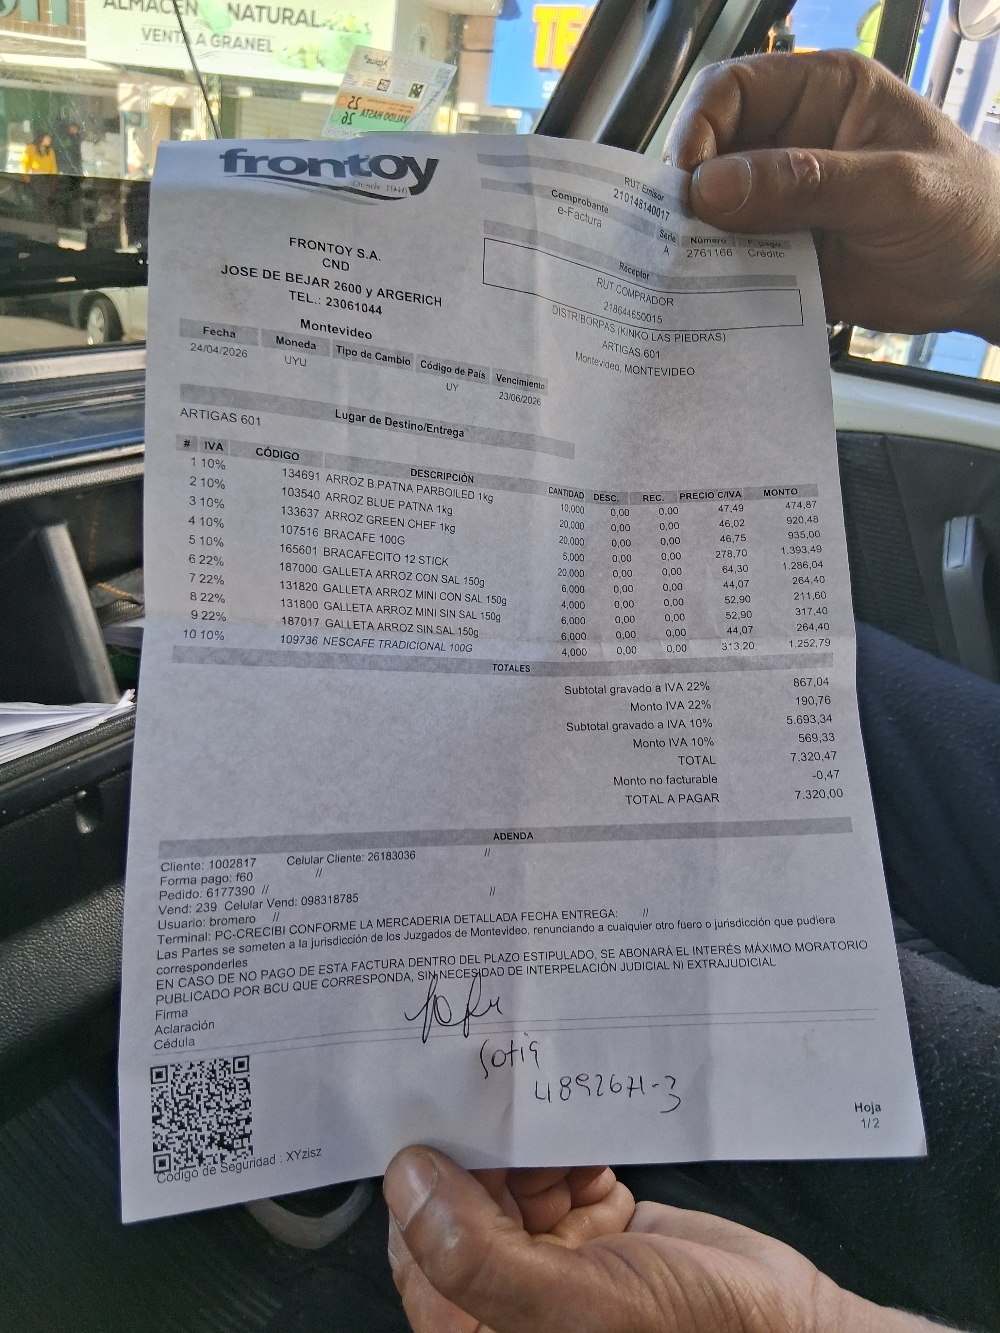 ALMACEN NATURAL
VENTA A GRANEL
VALIDO HASTA
25
26
frontoy
Desde 1946
RUT Emisor
210148140017
Comprobante Serie Número F. pago
e-Factura A 2761166 Crédito
FRONTOY S.A.
CND
JOSE DE BEJAR 2600 y ARGERICH
TEL.: 23061044
Montevideo
Receptor
RUT COMPRADOR
218644650015
DISTRIBORPAS (KINKO LAS PIEDRAS)
ARTIGAS 601
Montevideo, MONTEVIDEO
Fecha Moneda Tipo de Cambio Código de País Vencimiento
24/04/2026 UYU UY 23/06/2026
Lugar de Destino/Entrega
ARTIGAS 601
# IVA CÓDIGO DESCRIPCIÓN CANTIDAD DESC. REC. PRECIO C/IVA MONTO
1 10% 134691 ARROZ B.PATNA PARBOILED 1kg 10,000 0,00 0,00 47,49 474,87
2 10% 103540 ARROZ BLUE PATNA 1kg 20,000 0,00 0,00 46,02 920,48
3 10% 133637 ARROZ GREEN CHEF 1kg 20,000 0,00 0,00 46,75 935,00
4 10% 107516 BRACAFE 100G 5,000 0,00 0,00 278,70 1.393,49
5 10% 165601 BRACAFECITO 12 STICK 20,000 0,00 0,00 64,30 1.286,04
6 22% 187000 GALLETA ARROZ CON SAL 150g 6,000 0,00 0,00 44,07 264,40
7 22% 131820 GALLETA ARROZ MINI CON SAL 150g 4,000 0,00 0,00 52,90 211,60
8 22% 131800 GALLETA ARROZ MINI SIN SAL 150g 6,000 0,00 0,00 52,90 317,40
9 22% 187017 GALLETA ARROZ SIN SAL 150g 6,000 0,00 0,00 44,07 264,40
10 10% 109736 NESCAFE TRADICIONAL 100G 4,000 0,00 0,00 313,20 1.252,79
TOTALES
Subtotal gravado a IVA 22% 867,04
Monto IVA 22% 190,76
Subtotal gravado a IVA 10% 5.693,34
Monto IVA 10% 569,33
TOTAL 7.320,47
Monto no facturable -0,47
TOTAL A PAGAR 7.320,00
ADENDA
Cliente: 1002817 Celular Cliente: 26183036 //
Forma pago: f60 //
Pedido: 6177390 //
Vend: 239 Celular Vend: 098318785 //
Usuario: bromero //
Terminal: PC-CRECIBI CONFORME LA MERCADERIA DETALLADA FECHA ENTREGA: //
Las Partes se someten a la jurisdicción de los Juzgados de Montevideo, renunciando a cualquier otro fuero o jurisdicción que pudiera
corresponderles
EN CASO DE NO PAGO DE ESTA FACTURA DENTRO DEL PLAZO ESTIPULADO, SE ABONARÁ EL INTERÉS MÁXIMO MORATORIO
PUBLICADO POR BCU QUE CORRESPONDA, SIN NECESIDAD DE INTERPELACIÓN JUDICIAL NI EXTRAJUDICIAL
Firma
Aclaración
Cédula
Sofia
4892671-3
Hoja
1/2
Código de Seguridad : XYzisz